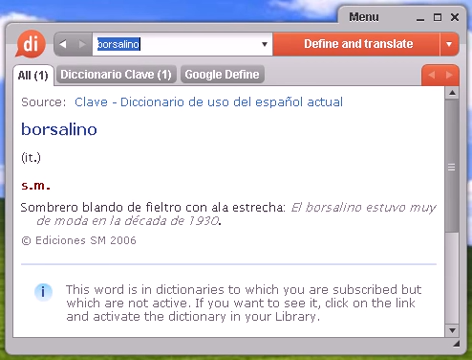 Menu
di
borsalino
Define and translate
All (1)
Diccionario Clave (1)
Google Define
Source: Clave - Diccionario de uso del español actual
borsalino
(it.)
s.m.
Sombrero blando de fieltro con ala estrecha: El borsalino estuvo muy
de moda en la década de 1930.
© Ediciones SM 2006
i
This word is in dictionaries to which you are subscribed but
which are not active. If you want to see it, click on the link
and activate the dictionary in your Library.